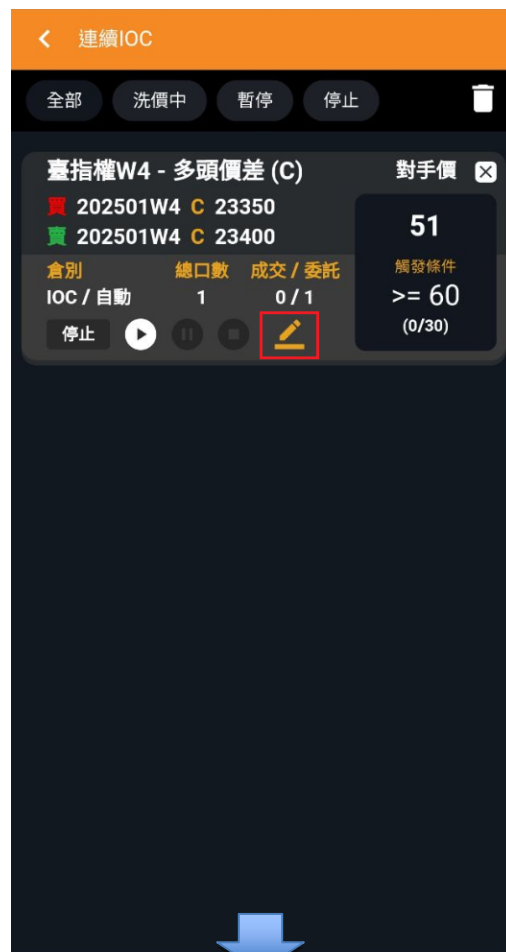 連續IOC
全部 洗價中 暫停 停止
臺指權W4 - 多頭價差 (C) 對手價
買 202501W4 C 23350
賣 202501W4 C 23400
51
倉別 總口數 成交 / 委託
IOC / 自動 1 0 / 1
觸發條件
>= 60
(0/30)
停止